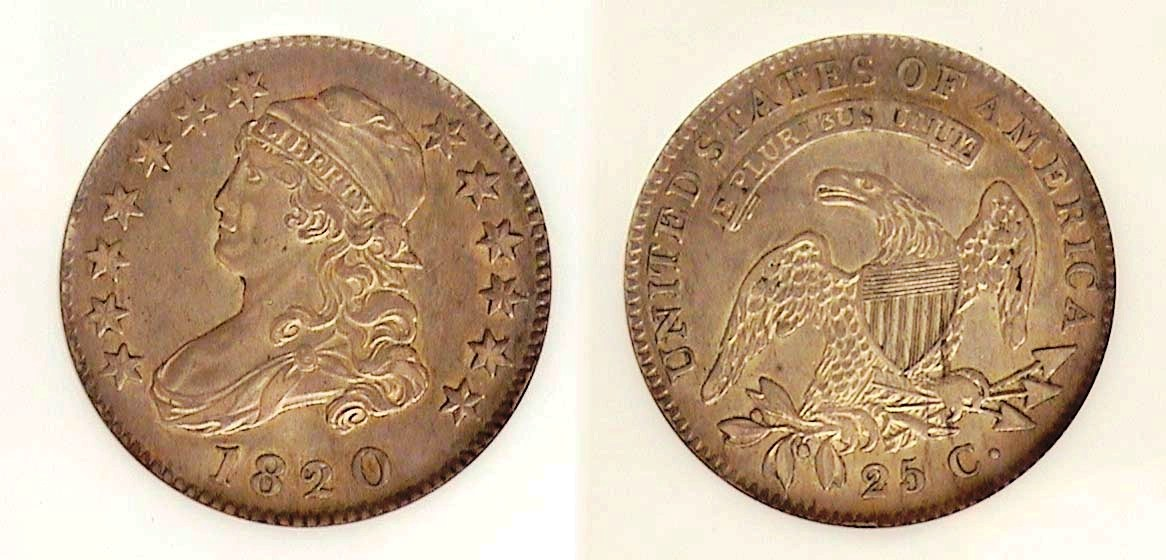 LIBERTY
1820
UNITED STATES OF AMERICA
E PLURIBUS UNUM
25 C.